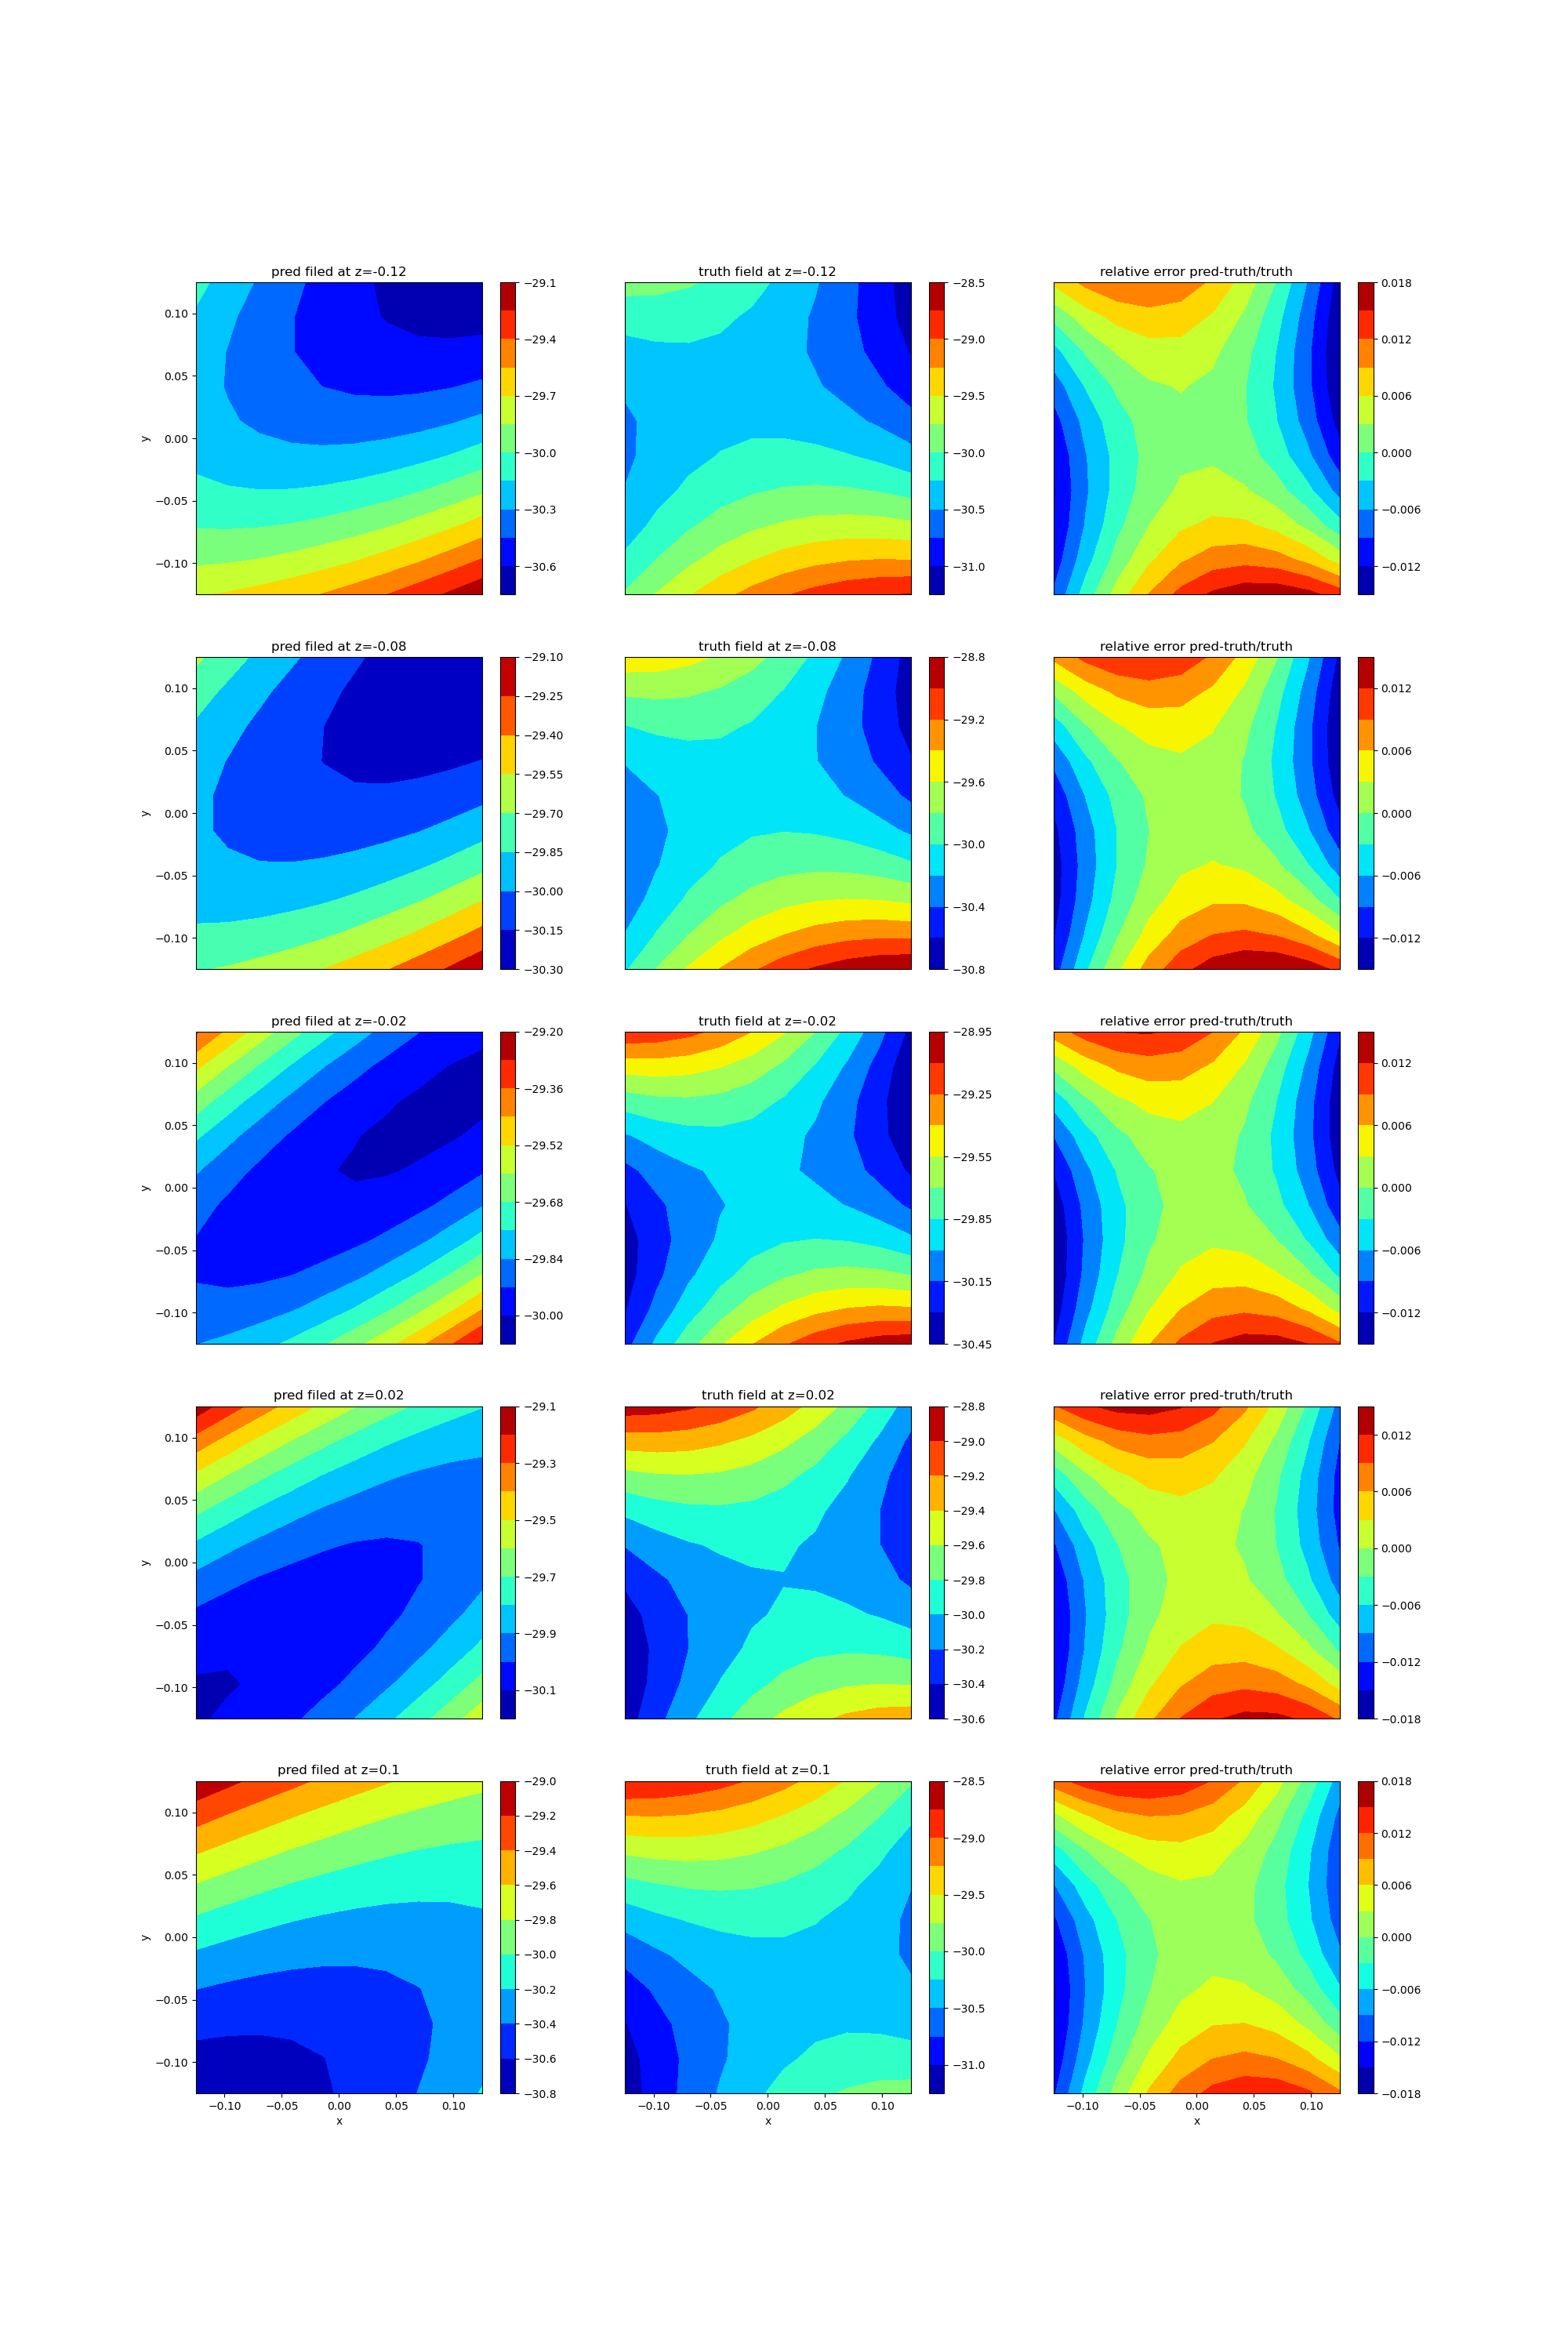 pred filed at z=-0.12 truth field at z=-0.12 relative error pred-truth/truth
0.10 −29.1 −28.5 0.018
0.05 −29.4 −29.0 0.012
y 0.00 −29.7 −29.5 0.006
−0.05 −30.0 −30.0 0.000
−0.10 −30.3 −30.5 −0.006
−30.6 −31.0 −0.012
pred filed at z=-0.08 truth field at z=-0.08 relative error pred-truth/truth
0.10 −29.10 −28.8 0.012
0.05 −29.25 −29.2 0.006
y 0.00 −29.40 −29.6 0.000
−0.05 −29.55 −30.0 −0.006
−0.10 −29.70 −30.4 −0.012
−29.85 −30.8
−30.00
−30.15
−30.30
pred filed at z=-0.02 truth field at z=-0.02 relative error pred-truth/truth
0.10 −29.20 −28.95 0.012
0.05 −29.36 −29.25 0.006
y 0.00 −29.52 −29.55 0.000
−0.05 −29.68 −29.85 −0.006
−0.10 −29.84 −30.15 −0.012
−30.00 −30.45
pred filed at z=0.02 truth field at z=0.02 relative error pred-truth/truth
0.10 −29.1 −28.8 0.012
0.05 −29.3 −29.0 0.006
y 0.00 −29.5 −29.2 0.000
−0.05 −29.7 −29.4 −0.006
−0.10 −29.9 −29.6 −0.012
−30.1 −29.8 −0.018
−30.0
−30.2
−30.4
−30.6
pred filed at z=0.1 truth field at z=0.1 relative error pred-truth/truth
0.10 −29.0 −28.5 0.018
0.05 −29.2 −29.0 0.012
y 0.00 −29.4 −29.5 0.006
−0.05 −29.6 −30.0 0.000
−0.10 −29.8 −30.5 −0.006
−30.0 −31.0 −0.012
−30.2 −0.018
−30.4
−30.6
−30.8
−0.10 −0.05 0.00 0.05 0.10 −0.10 −0.05 0.00 0.05 0.10 −0.10 −0.05 0.00 0.05 0.10
x x x